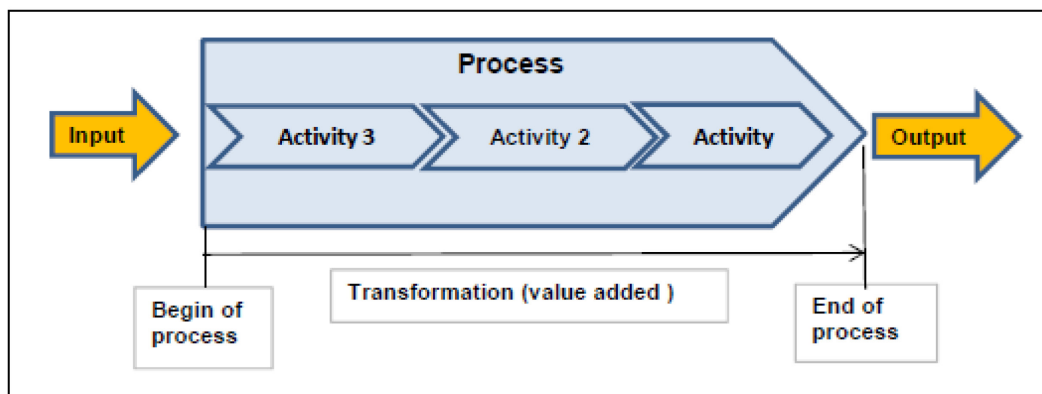 Process
Input
Activity 3
Activity 2
Activity
Output
Transformation (value added )
Begin of
process
End of
process